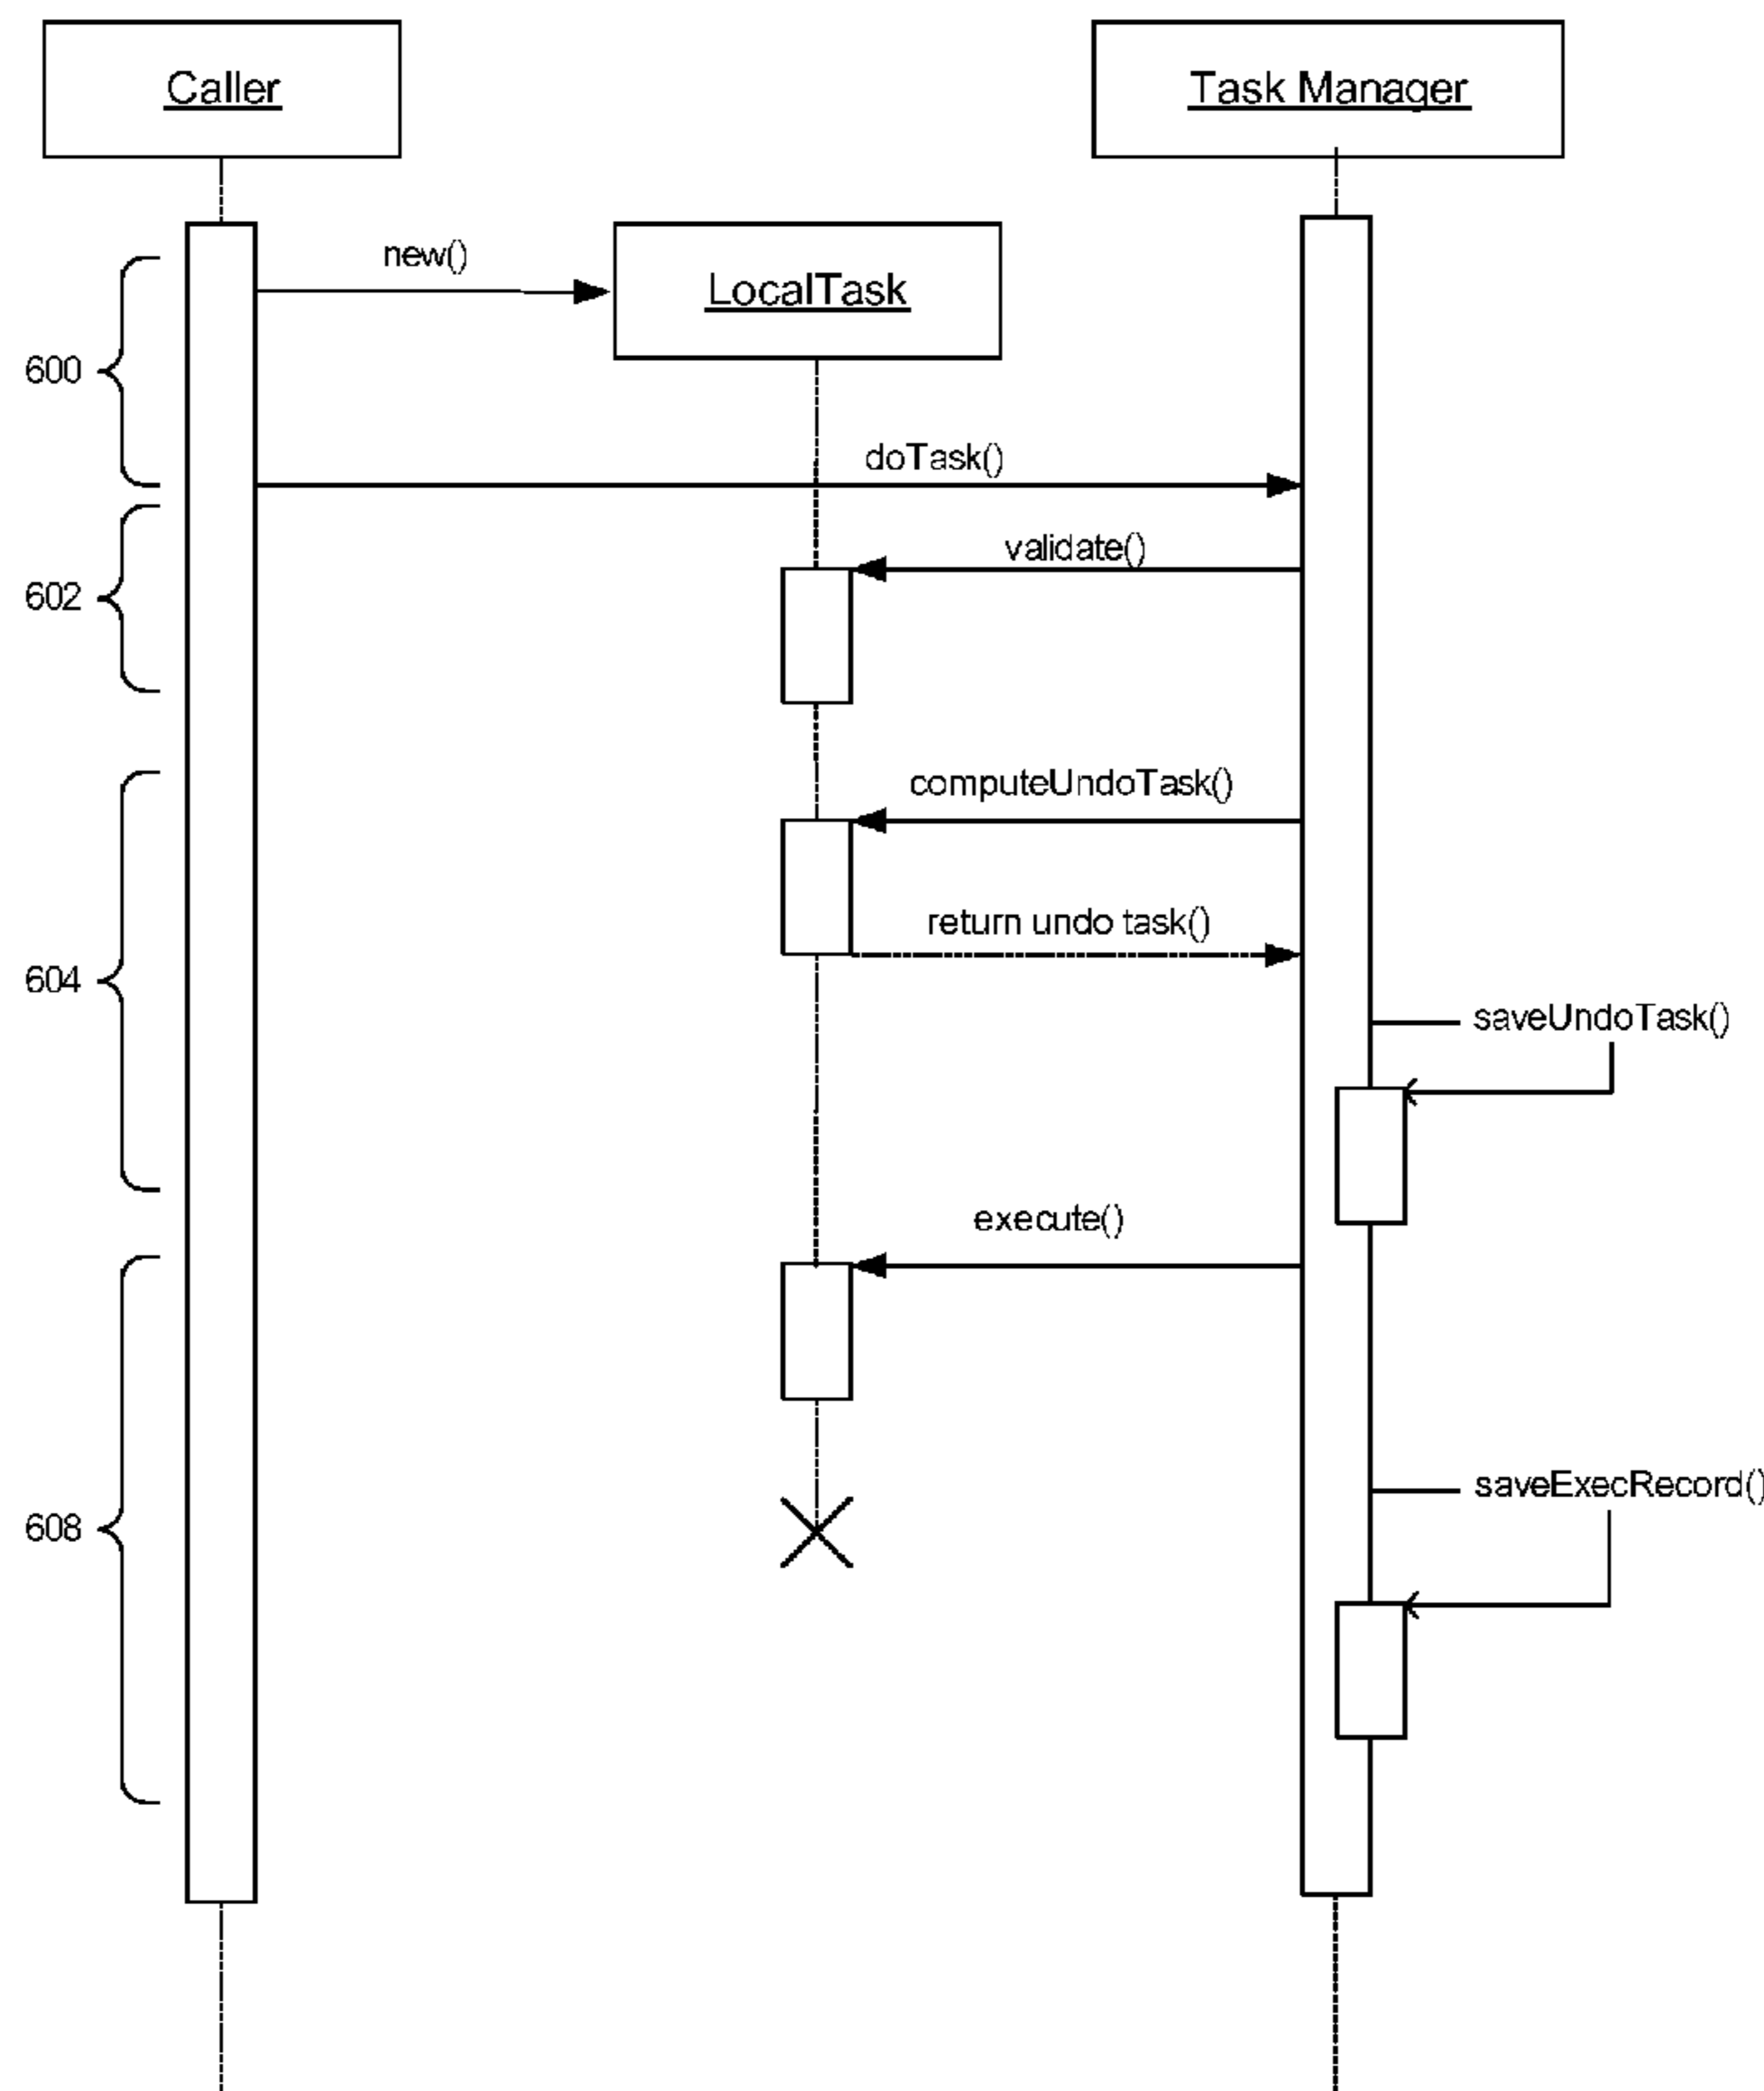 Caller
Task Manager
new()
LocalTask
600
doTask()
validate()
602
computeUndoTask()
return undo task()
604
saveUndoTask()
execute()
saveExecRecord()
608